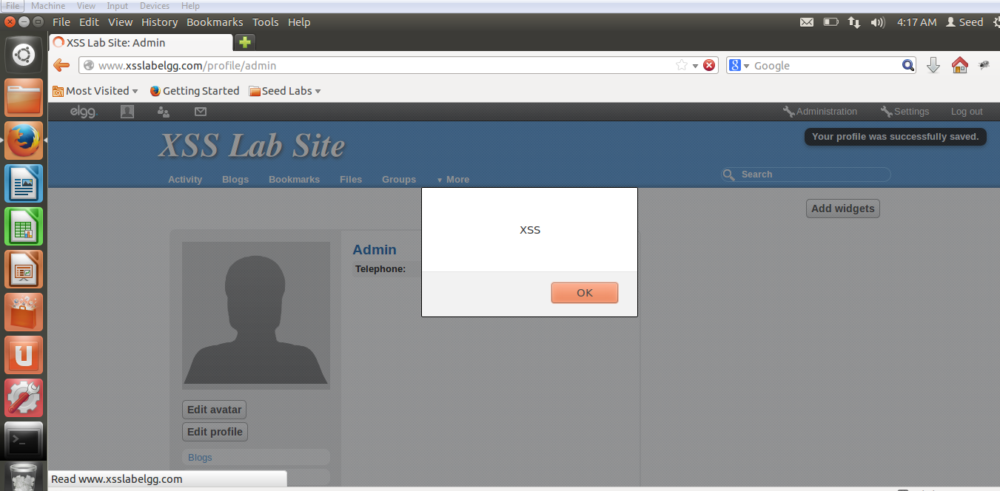 File Machine View Input Devices Help
File Edit View History Bookmarks Tools Help 4:17 AM Seed
XSS Lab Site: Admin
www.xsslabelgg.com/profile/admin Google
Most Visited Getting Started Seed Labs
elgg. Administration Settings Log out
XSS Lab Site
Your profile was successfully saved.
Activity Blogs Bookmarks Files Groups More Search
Add widgets
XSS
Admin
Telephone:
OK
Edit avatar
Edit profile
Blogs
Read www.xsslabelgg.com